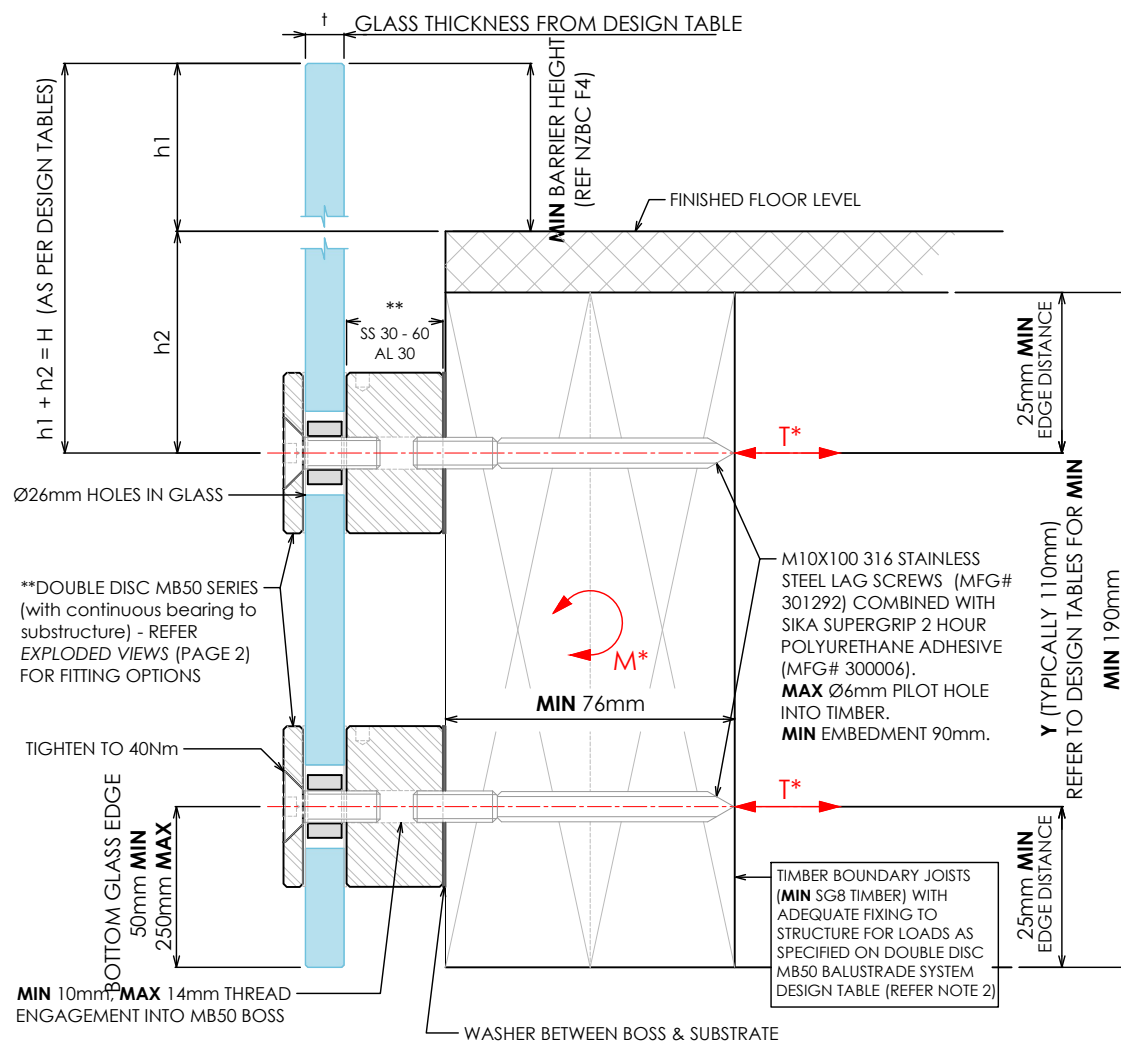 t
GLASS THICKNESS FROM DESIGN TABLE
h1 + h2 = H (AS PER DESIGN TABLES)
h1
h2
MIN BARRIER HEIGHT
(REF NZBC F4)
FINISHED FLOOR LEVEL
**
SS 30 - 60
AL 30
25mm MIN
EDGE DISTANCE
T*
Ø26mm HOLES IN GLASS
**DOUBLE DISC MB50 SERIES
(with continuous bearing to
substructure) - REFER
EXPLODED VIEWS (PAGE 2)
FOR FITTING OPTIONS
M10X100 316 STAINLESS
STEEL LAG SCREWS (MFG#
301292) COMBINED WITH
SIKA SUPERGRIP 2 HOUR
POLYURETHANE ADHESIVE
(MFG# 300006).
MAX Ø6mm PILOT HOLE
INTO TIMBER.
MIN EMBEDMENT 90mm.
Y (TYPICALLY 110mm)
REFER TO DESIGN TABLES FOR MIN
MIN 190mm
M*
MIN 76mm
TIGHTEN TO 40Nm
T*
BOTTOM GLASS EDGE
50mm MIN
250mm MAX
TIMBER BOUNDARY JOISTS
(MIN SG8 TIMBER) WITH
ADEQUATE FIXING TO
STRUCTURE FOR LOADS AS
SPECIFIED ON DOUBLE DISC
MB50 BALUSTRADE SYSTEM
DESIGN TABLE (REFER NOTE 2)
25mm MIN
EDGE DISTANCE
MIN 10mm, MAX 14mm THREAD
ENGAGEMENT INTO MB50 BOSS
WASHER BETWEEN BOSS & SUBSTRATE